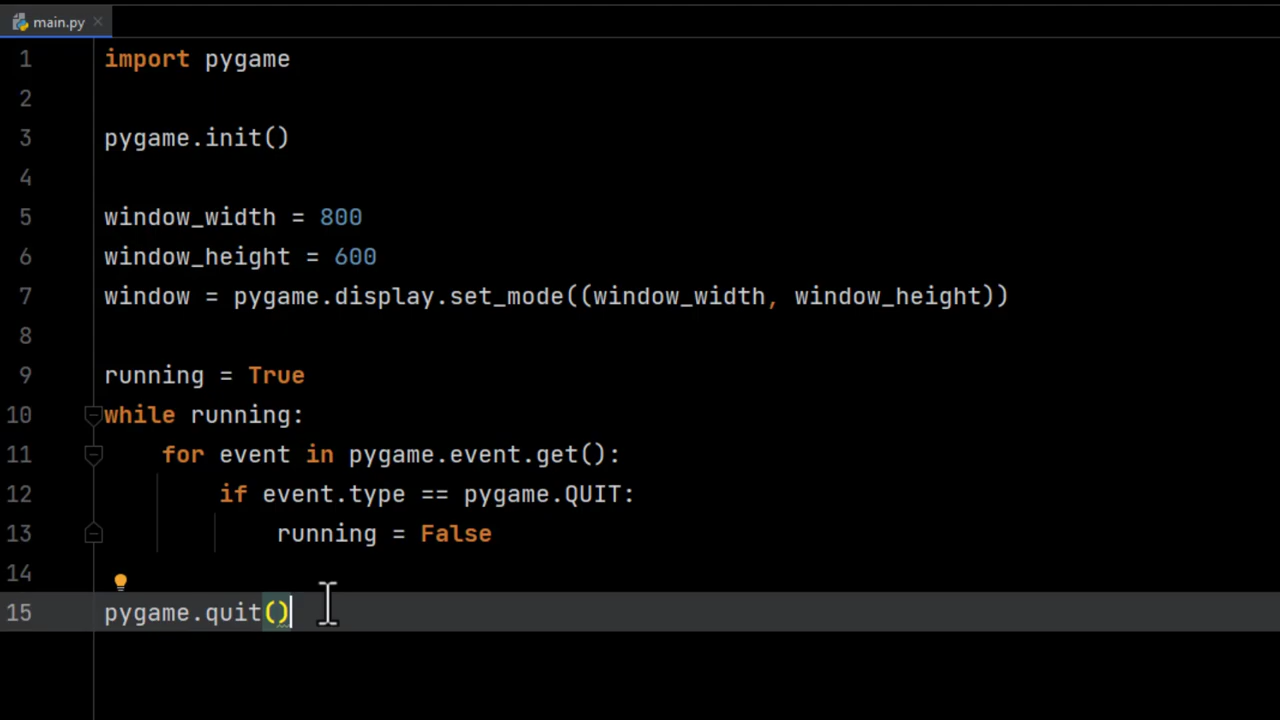 main.py
1 import pygame
2
3 pygame.init()
4
5 window_width = 800
6 window_height = 600
7 window = pygame.display.set_mode((window_width, window_height))
8
9 running = True
10 while running:
11     for event in pygame.event.get():
12         if event.type == pygame.QUIT:
13             running = False
14
15 pygame.quit()